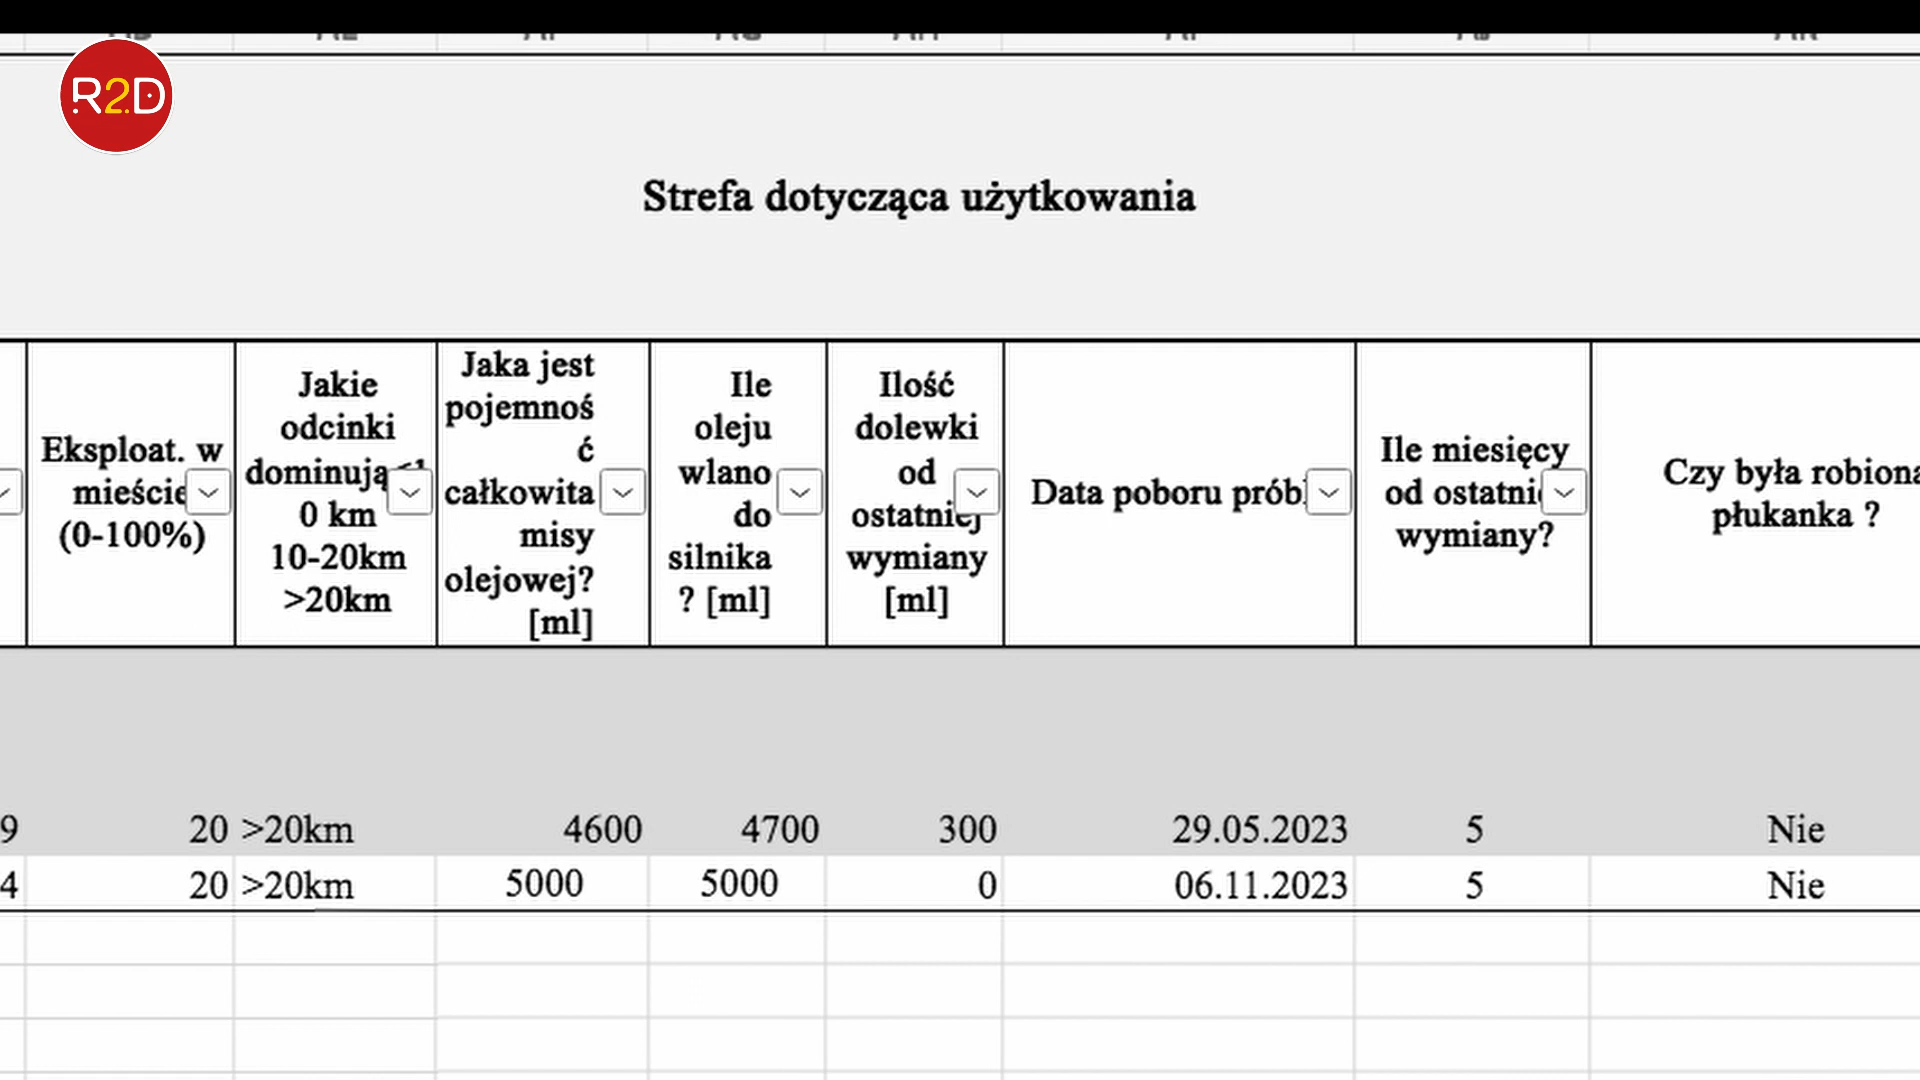 R2D
Strefa dotycząca użytkowania
Eksploat. w
mieście
(0-100%)
Jakie
odcinki
dominują
0 km
10-20km
>20km
Jaka jest
pojemnoś
ć
całkowita
misy
olejowej?
[ml]
Ile
oleju
wlano
do
silnika
? [ml]
Ilość
dolewki
od
ostatniej
wymiany
[ml]
Data poboru
Ile miesięcy
od
wymiany?
Czy była robiona
płukanka ?
9 20 >20km 4600 4700 300 29.05.2023 5 Nie
4 20 >20km 5000 5000 0 06.11.2023 5 Nie